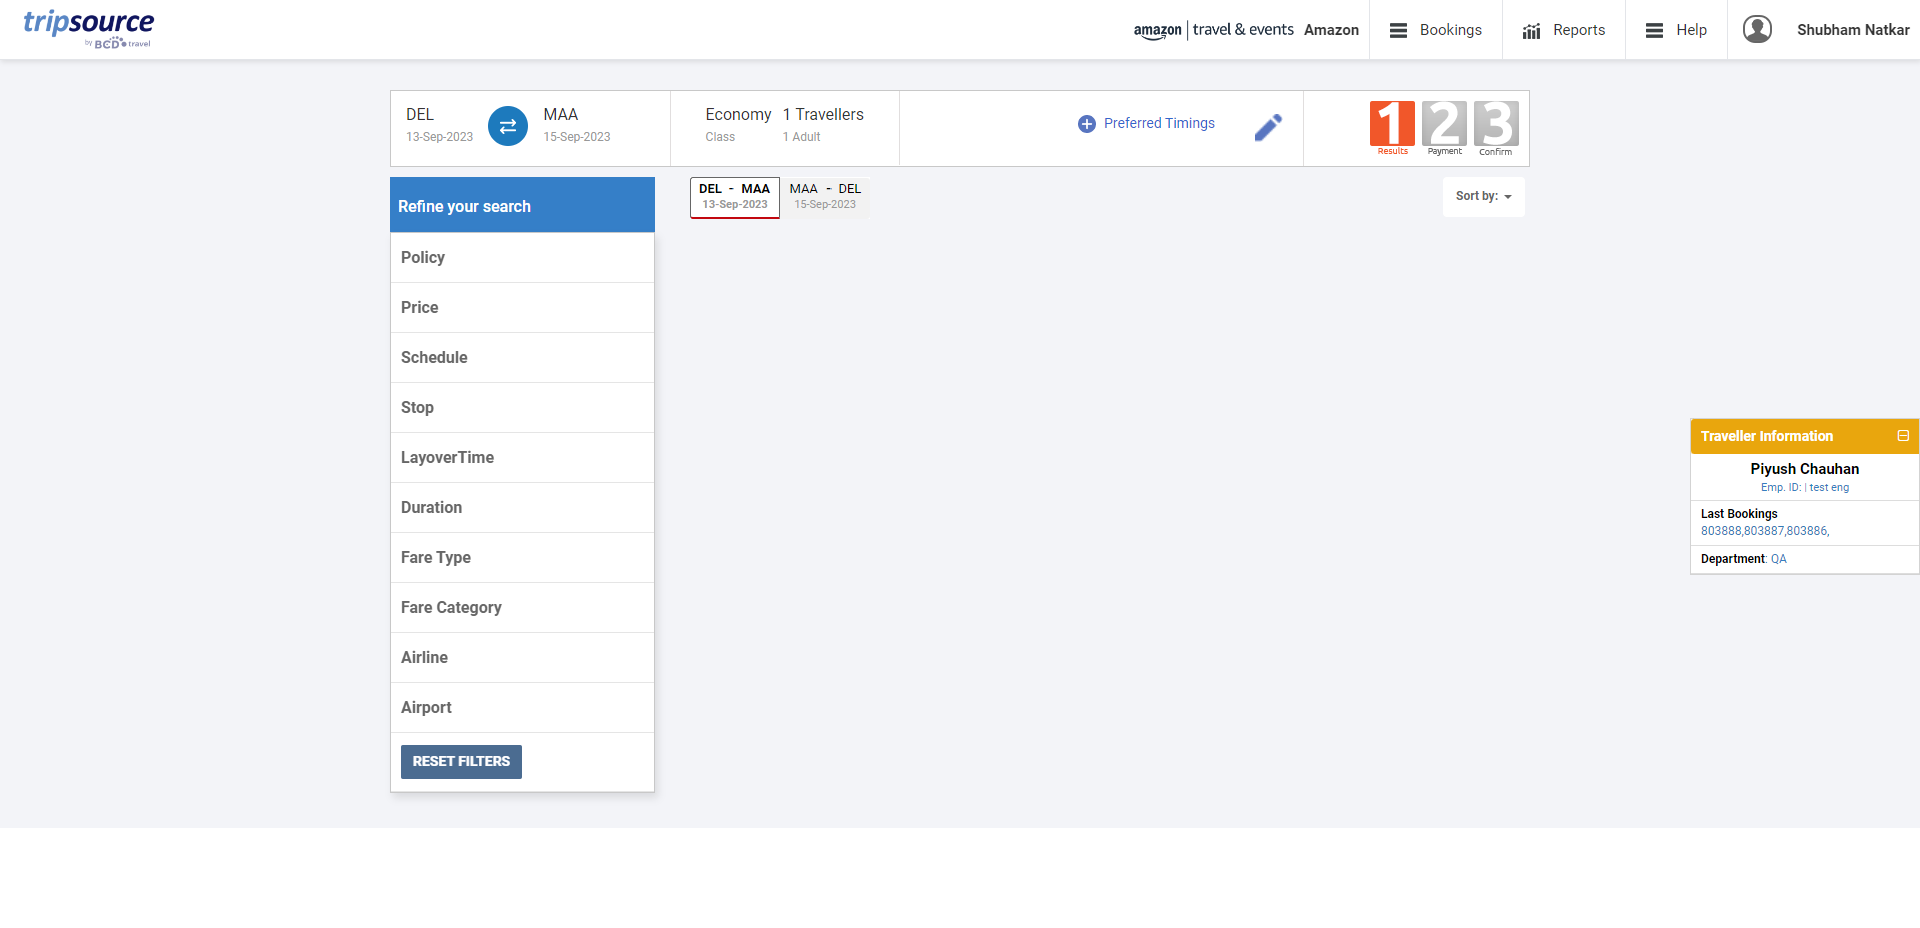 tripsource
by BCD travel
amazon | travel & events Amazon
Bookings
Reports
Help
Shubham Natkar
DEL
13-Sep-2023
MAA
15-Sep-2023
Economy
Class
1 Travellers
1 Adult
Preferred Timings
1
Results
2
Payment
3
Confirm
Refine your search
Policy
Price
Schedule
Stop
LayoverTime
Duration
Fare Type
Fare Category
Airline
Airport
RESET FILTERS
DEL - MAA
13-Sep-2023
MAA - DEL
15-Sep-2023
Sort by:
Traveller Information
Piyush Chauhan
Emp. ID: | test eng
Last Bookings
803888,803887,803886,
Department: QA